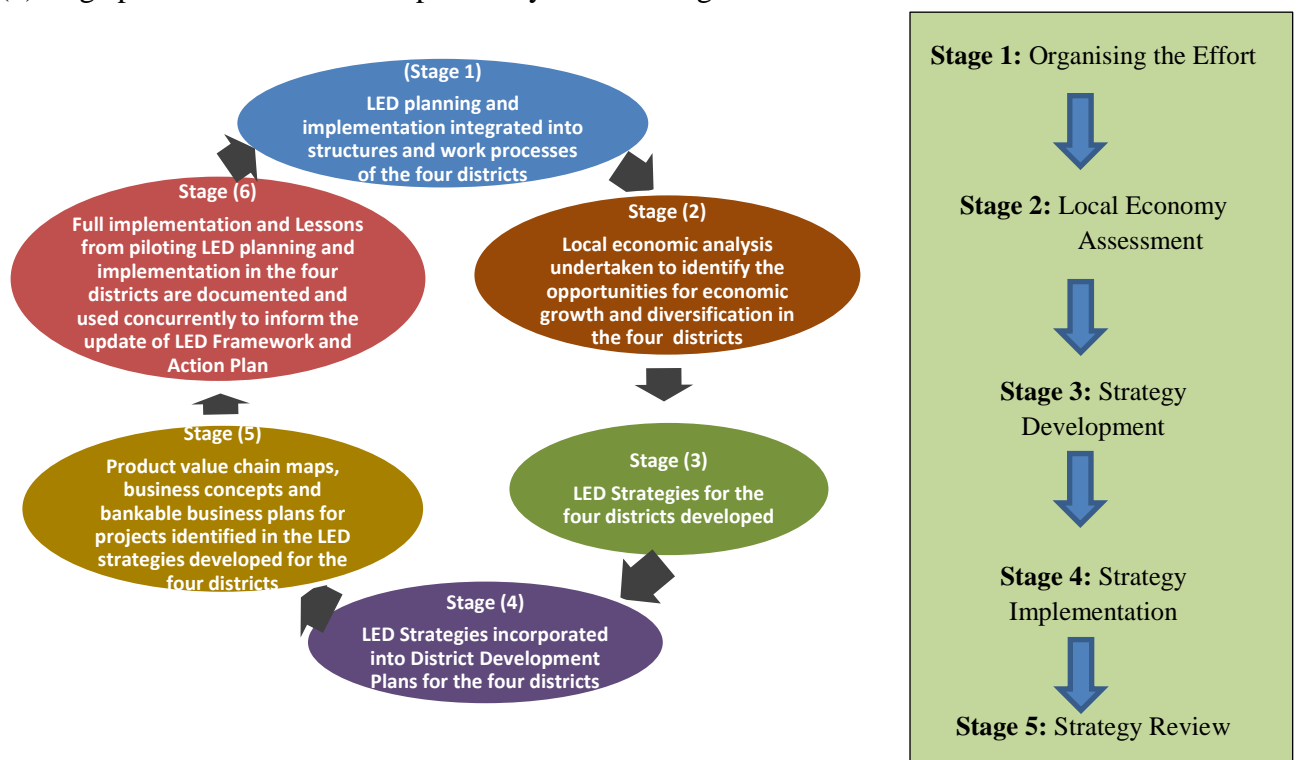 (Stage 1)
LED planning and
implementation integrated into
structures and work processes
of the four districts
Stage (2)
Local economic analysis
undertaken to identify the
opportunities for economic
growth and diversification in
the four districts
Stage (3)
LED Strategies for the
four districts developed
Stage (4)
LED Strategies incorporated
into District Development
Plans for the four districts
Stage (5)
Product value chain maps,
business concepts and
bankable business plans for
projects identified in the LED
strategies developed for the
four districts
Stage (6)
Full implementation and Lessons
from piloting LED planning and
implementation in the four
districts are documented and
used concurrently to inform the
update of LED Framework and
Action Plan
Stage 1: Organising the Effort
Stage 2: Local Economy
Assessment
Stage 3: Strategy
Development
Stage 4: Strategy
Implementation
Stage 5: Strategy Review